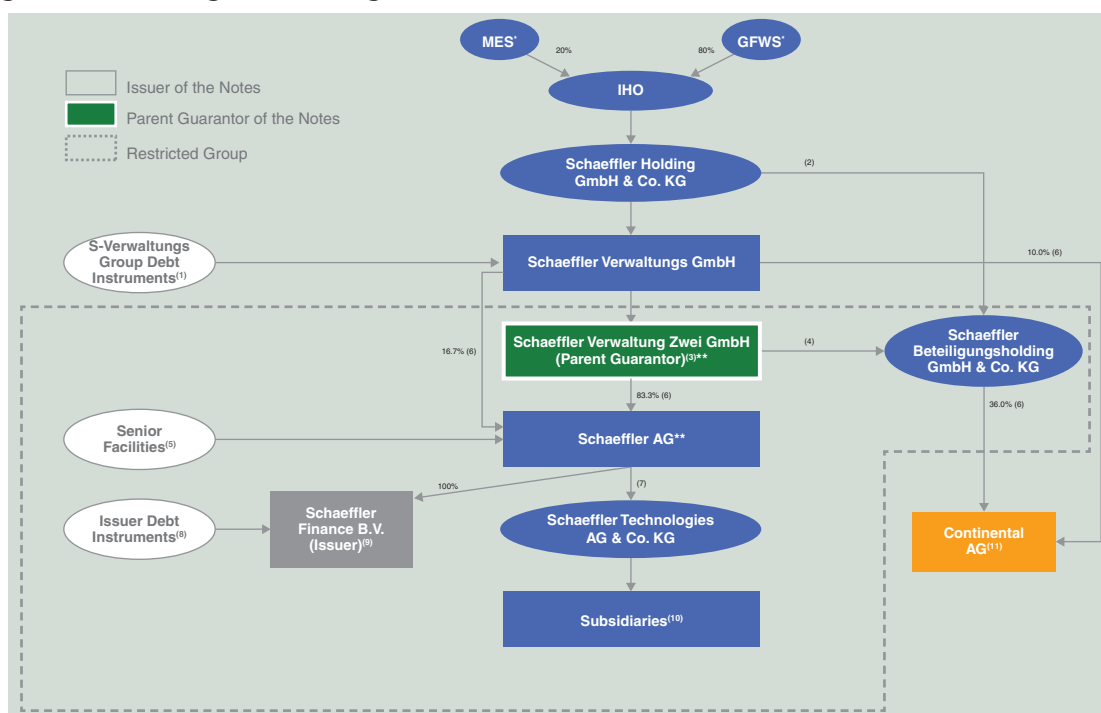 MES*
GFWS*
20%
80%
IHO
Issuer of the Notes
Parent Guarantor of the Notes
Restricted Group
Schaeffler Holding
GmbH & Co. KG
(2)
S-Verwaltungs
Group Debt
Instruments(1)
Schaeffler Verwaltungs GmbH
10.0% (6)
Schaeffler Verwaltung Zwei GmbH
(Parent Guarantor)(3)**
16.7% (6)
(4)
Schaeffler
Beteiligungsholding
GmbH & Co. KG
83.3% (6)
36.0% (6)
Senior
Facilities(5)
Schaeffler AG**
100%
(7)
Issuer Debt
Instruments(8)
Schaeffler
Finance B.V.
(Issuer)(9)
Schaeffler Technologies
AG & Co. KG
Continental
AG(11)
Subsidiaries(10)